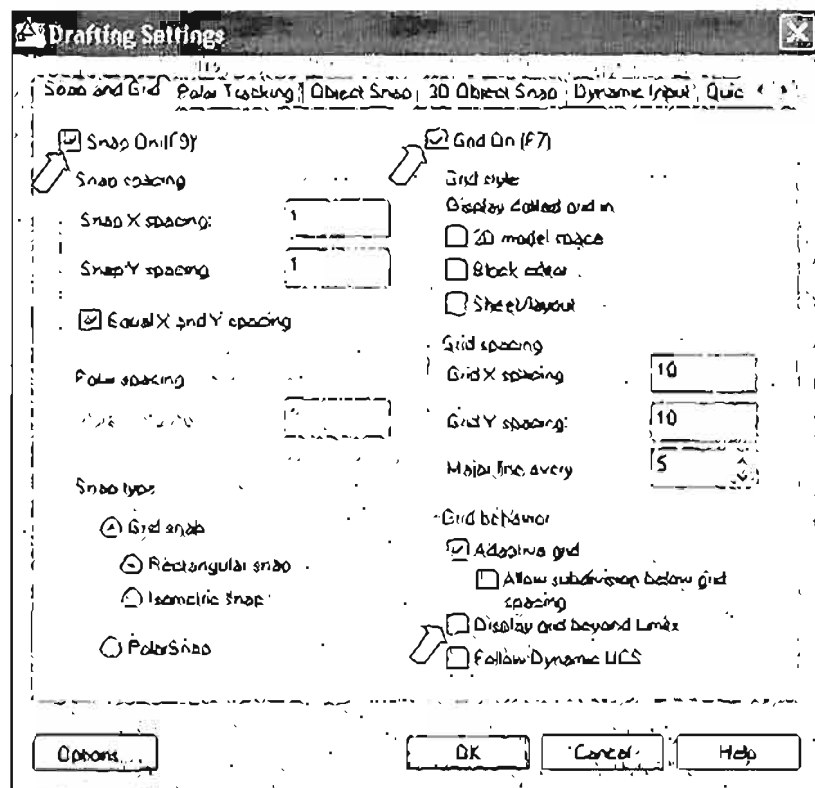 Drafting Settings
Snap and Grid Polar Tracking Object Snap 3D Object Snap Dynamic Input Quic
Snap On (F9)
Snap spacing
Snap X spacing: 1
Snap Y spacing 1
Equal X and Y spacing
Polar spacing
Snap type
Grid snap
Rectangular snap
Isometric Snap
PolarSnap
Grid On (F7)
Grid style
Display dotted grid in
2D model space
Block editor
Sheet/layout
Grid spacing
Grid X spacing 10
Grid Y spacing: 10
Major line every 5
Grid behavior
Adaptive grid
Allow subdivision below grid
spacing
Display grid beyond Limits
Follow Dynamic UCS
Options... OK Cancel Help